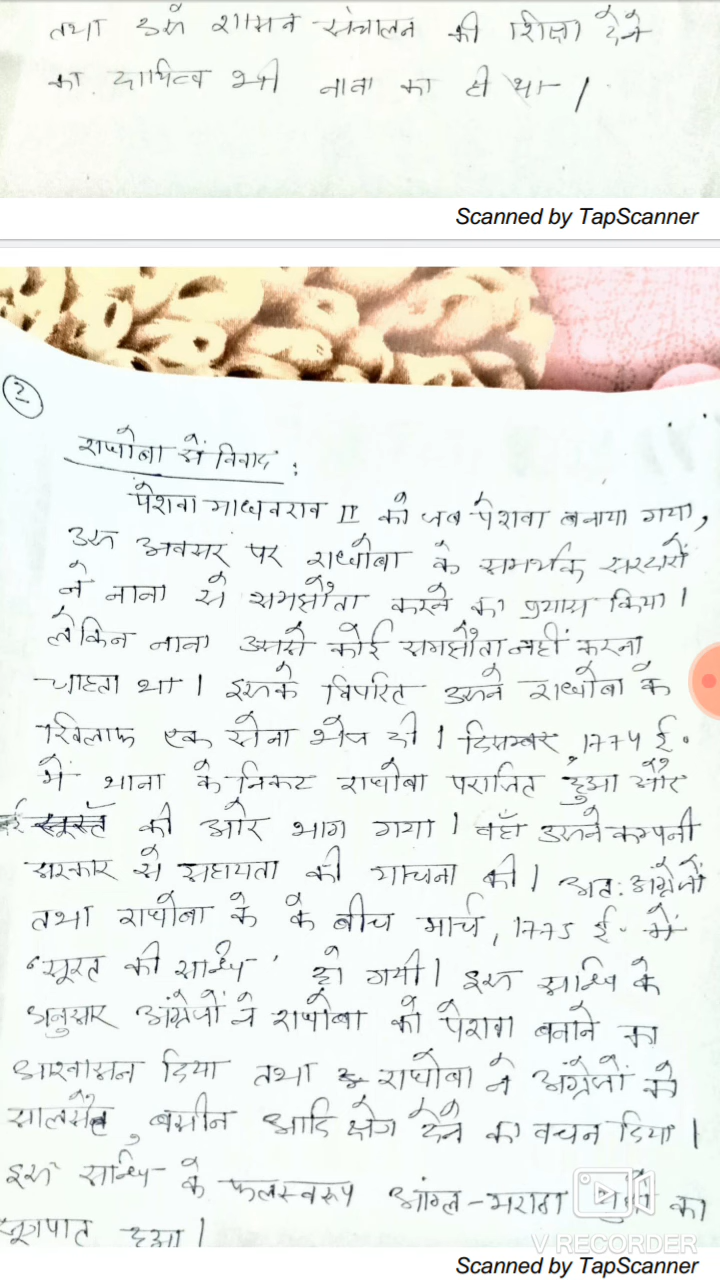 तथा उसे शासन संचालन की शिक्षा देने
का दायित्व भी नाना का ही था।
Scanned by TapScanner
2
राघोबा से विवाद :
पेशवा माधवराव II को जब पेशवा बनाया गया,
उस अवसर पर राघोबा के समर्थक सरदारों
ने नाना से समझौता करने का प्रयास किया।
लेकिन नाना उससे कोई समझौता नहीं करना
चाहता था। इसके विपरित उसने राघोबा के
खिलाफ एक सेना भेज दी। दिसम्बर, 1774 ई.
में थाना के निकट राघोबा पराजित हुआ और
की ओर भाग गया। वहाँ उसने कम्पनी
सरकार से सहायता की याचना की। अत: अंग्रेजों
तथा राघोबा के के बीच मार्च, 1775 ई. में
'सूरत की सन्धि' हो गयी। इस सन्धि के
अनुसार अंग्रेजों ने राघोबा को पेशवा बनाने का
आश्वासन दिया तथा राघोबा ने अंग्रेजों को
सालसेट, बसीन आदि क्षेत्र देने का वचन दिया।
इस सन्धि के फलस्वरूप आंग्ल-मराठा का
सूत्रपात हुआ।
V RECORDER
Scanned by TapScanner